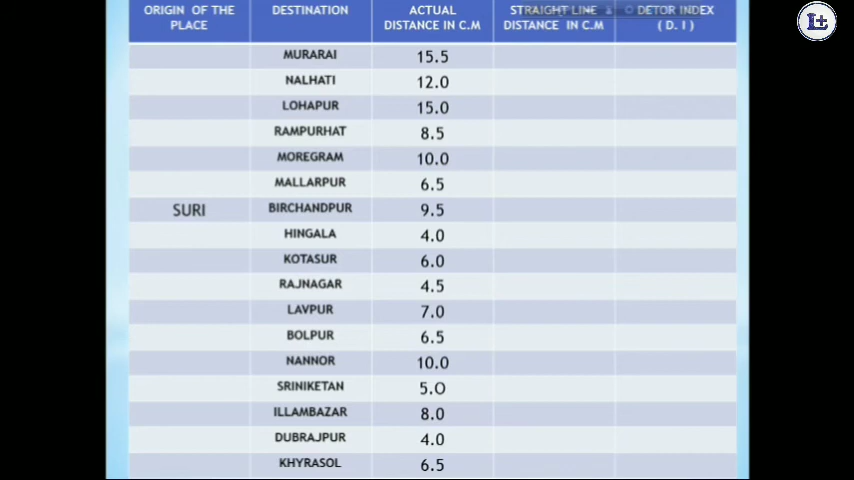 ORIGIN OF THE PLACE DESTINATION ACTUAL DISTANCE IN C.M STRAIGHT LINE DISTANCE IN C.M DETOR INDEX ( D. I )
L+
MURARAI 15.5
NALHATI 12.0
LOHAPUR 15.0
RAMPURHAT 8.5
MOREGRAM 10.0
MALLARPUR 6.5
SURI BIRCHANDPUR 9.5
HINGALA 4.0
KOTASUR 6.0
RAJNAGAR 4.5
LAVPUR 7.0
BOLPUR 6.5
NANNOR 10.0
SRINIKETAN 5.O
ILLAMBAZAR 8.0
DUBRAJPUR 4.0
KHYRASOL 6.5